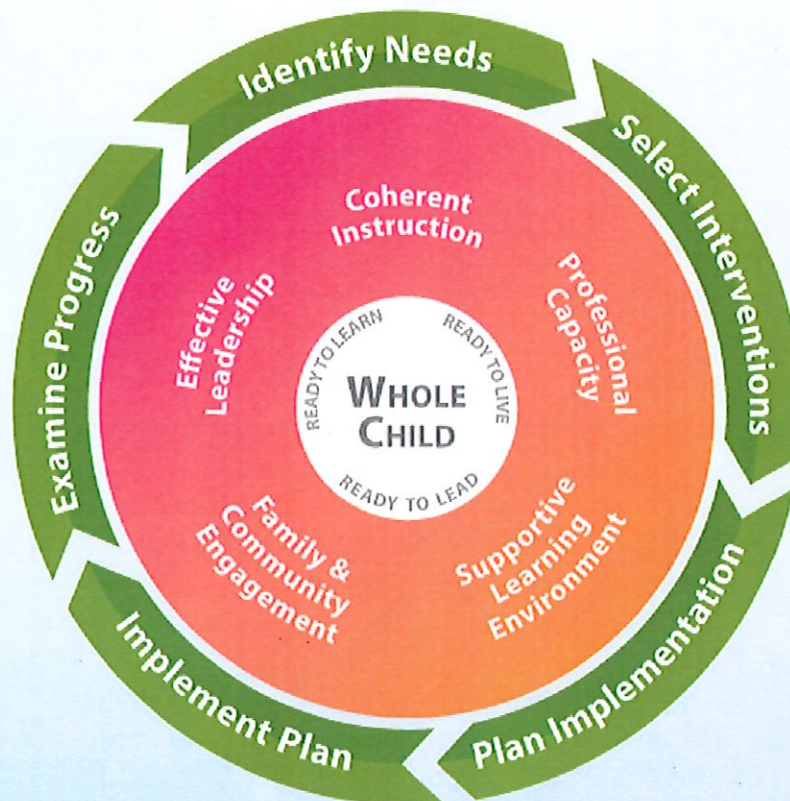 Identify Needs
Select Interventions
Plan Implementation
Implement Plan
Examine Progress
Coherent
Instruction
Professional
Capacity
Supportive
Learning
Environment
Family &
Community
Engagement
Effective
Leadership
READY TO LEARN
READY TO LIVE
READY TO LEAD
WHOLE
CHILD